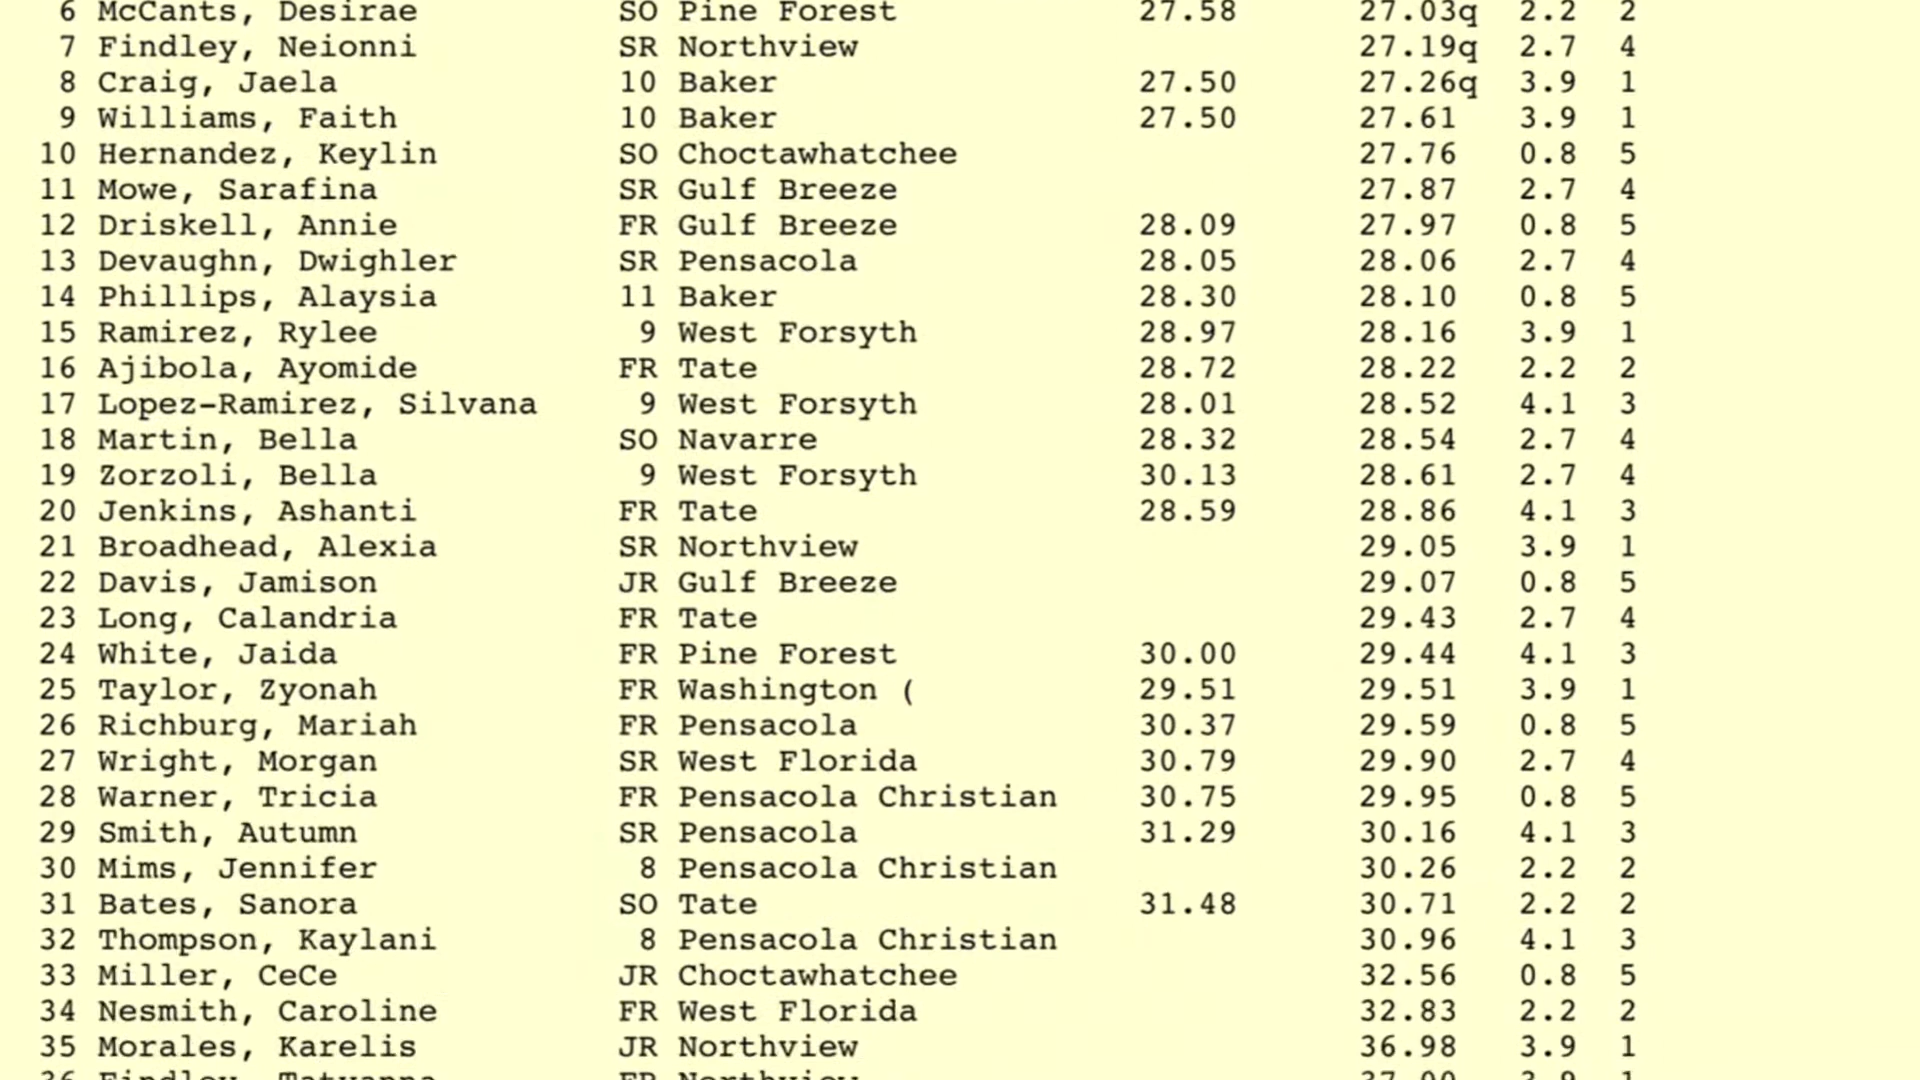 6 McCants, Desirae SO Pine Forest 27.58 27.03q 2.2 2
7 Findley, Neionni SR Northview 27.19q 2.7 4
8 Craig, Jaela 10 Baker 27.50 27.26q 3.9 1
9 Williams, Faith 10 Baker 27.50 27.61 3.9 1
10 Hernandez, Keylin SO Choctawhatchee 27.76 0.8 5
11 Mowe, Sarafina SR Gulf Breeze 27.87 2.7 4
12 Driskell, Annie FR Gulf Breeze 28.09 27.97 0.8 5
13 Devaughn, Dwighler SR Pensacola 28.05 28.06 2.7 4
14 Phillips, Alaysia 11 Baker 28.30 28.10 0.8 5
15 Ramirez, Rylee 9 West Forsyth 28.97 28.16 3.9 1
16 Ajibola, Ayomide FR Tate 28.72 28.22 2.2 2
17 Lopez-Ramirez, Silvana 9 West Forsyth 28.01 28.52 4.1 3
18 Martin, Bella SO Navarre 28.32 28.54 2.7 4
19 Zorzoli, Bella 9 West Forsyth 30.13 28.61 2.7 4
20 Jenkins, Ashanti FR Tate 28.59 28.86 4.1 3
21 Broadhead, Alexia SR Northview 29.05 3.9 1
22 Davis, Jamison JR Gulf Breeze 29.07 0.8 5
23 Long, Calandria FR Tate 29.43 2.7 4
24 White, Jaida FR Pine Forest 30.00 29.44 4.1 3
25 Taylor, Zyonah FR Washington ( 29.51 29.51 3.9 1
26 Richburg, Mariah FR Pensacola 30.37 29.59 0.8 5
27 Wright, Morgan SR West Florida 30.79 29.90 2.7 4
28 Warner, Tricia FR Pensacola Christian 30.75 29.95 0.8 5
29 Smith, Autumn SR Pensacola 31.29 30.16 4.1 3
30 Mims, Jennifer 8 Pensacola Christian 30.26 2.2 2
31 Bates, Sanora SO Tate 31.48 30.71 2.2 2
32 Thompson, Kaylani 8 Pensacola Christian 30.96 4.1 3
33 Miller, CeCe JR Choctawhatchee 32.56 0.8 5
34 Nesmith, Caroline FR West Florida 32.83 2.2 2
35 Morales, Karelis JR Northview 36.98 3.9 1
36 Findley, Northview